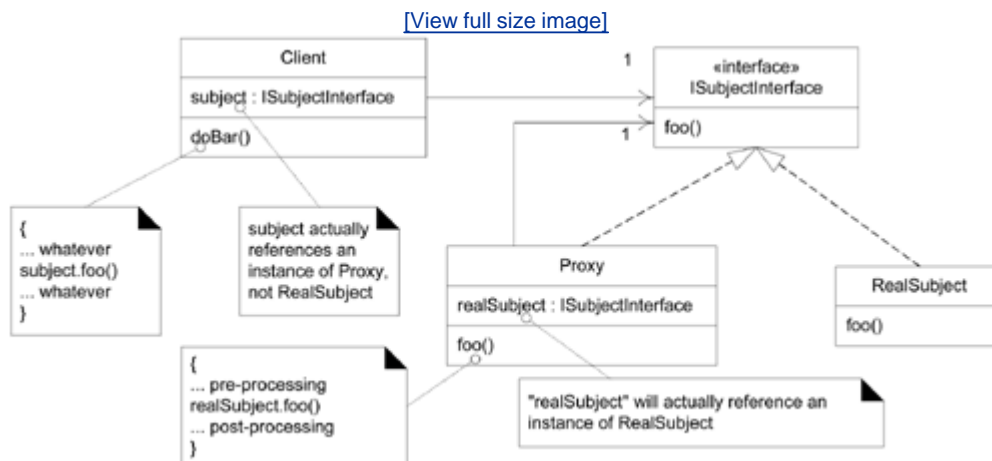 [View full size image]
Client
subject : ISubjectInterface
doBar()
1
1
«interface»
ISubjectInterface
foo()
{
... whatever
subject.foo()
... whatever
}
subject actually
references an
instance of Proxy,
not RealSubject
Proxy
realSubject : ISubjectInterface
foo()
RealSubject
foo()
{
... pre-processing
realSubject.foo()
... post-processing
}
"realSubject" will actually reference an
instance of RealSubject